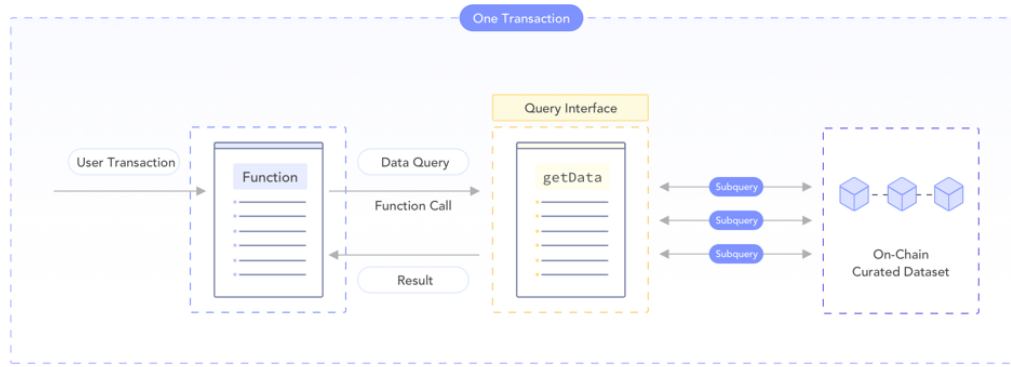 One Transaction
Query Interface
User Transaction
Function
Data Query
Function Call
Result
getData
Subquery
Subquery
Subquery
On-Chain
Curated Dataset